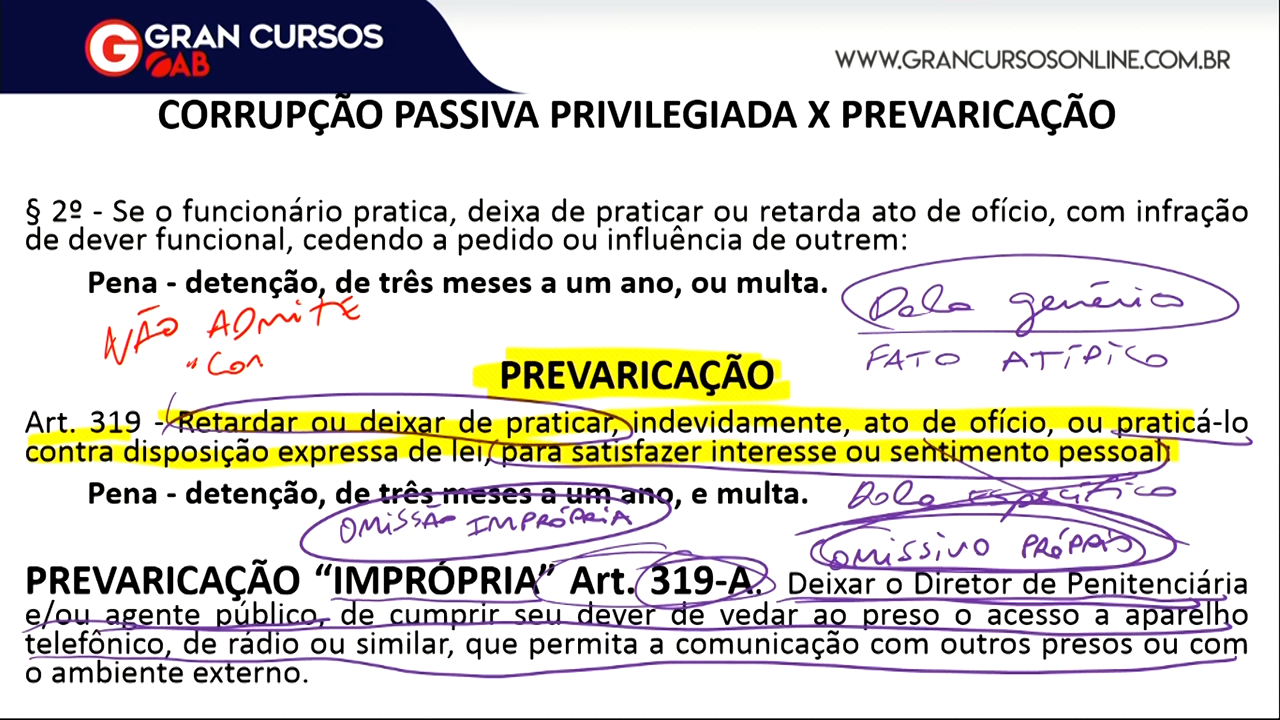 GRAN CURSOS
OAB
WWW.GRANCURSOSONLINE.COM.BR
CORRUPÇÃO PASSIVA PRIVILEGIADA X PREVARICAÇÃO
§ 2º - Se o funcionário pratica, deixa de praticar ou retarda ato de ofício, com infração
de dever funcional, cedendo a pedido ou influência de outrem:
Pena - detenção, de três meses a um ano, ou multa.
NÃO ADMITE
"Con
Dolo genérico
FATO ATÍPICO
PREVARICAÇÃO
Art. 319 - Retardar ou deixar de praticar, indevidamente, ato de ofício, ou praticá-lo
contra disposição expressa de lei, para satisfazer interesse ou sentimento pessoal:
Pena - detenção, de três meses a um ano, e multa.
Dolo específico
OMISSÃO IMPRÓPRIA
OMISSIVO PRÓPRIO
PREVARICAÇÃO “IMPRÓPRIA” Art. 319-A. Deixar o Diretor de Penitenciária
e/ou agente público, de cumprir seu dever de vedar ao preso o acesso a aparelho
telefônico, de rádio ou similar, que permita a comunicação com outros presos ou com
o ambiente externo.